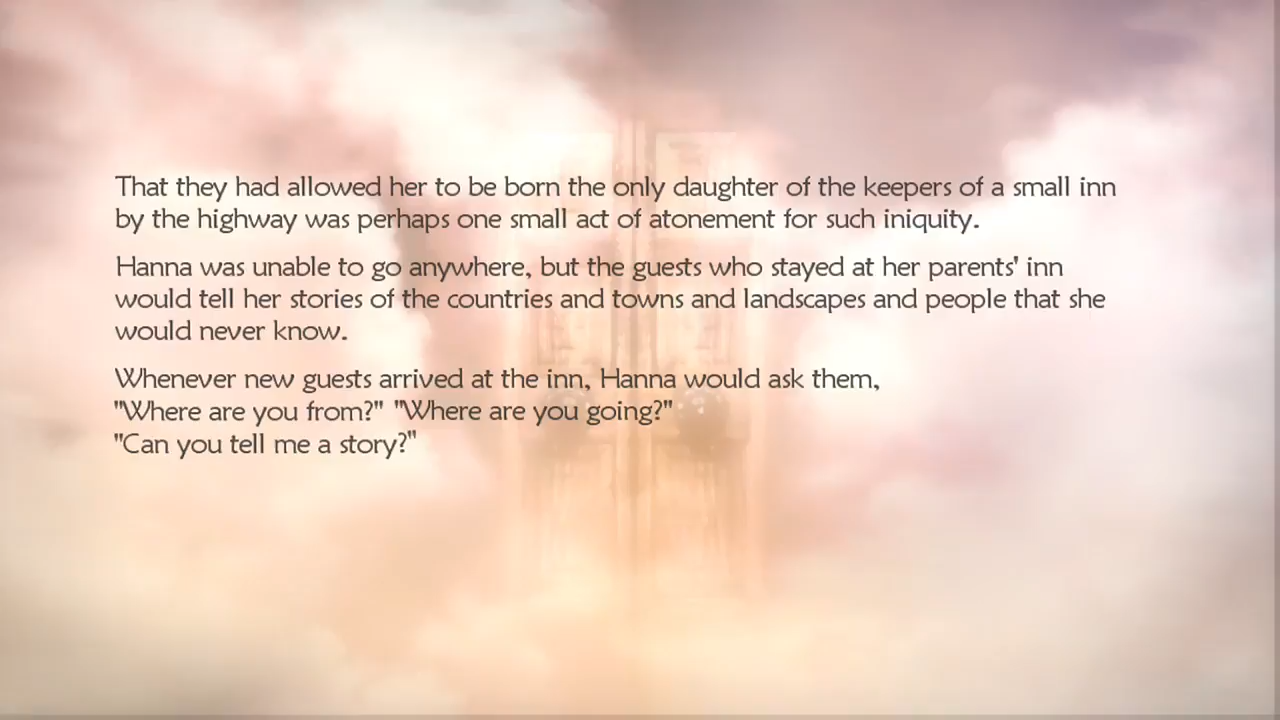 That they had allowed her to be born the only daughter of the keepers of a small inn
by the highway was perhaps one small act of atonement for such iniquity.
Hanna was unable to go anywhere, but the guests who stayed at her parents' inn
would tell her stories of the countries and towns and landscapes and people that she
would never know.
Whenever new guests arrived at the inn, Hanna would ask them,
"Where are you from?" "Where are you going?"
"Can you tell me a story?"